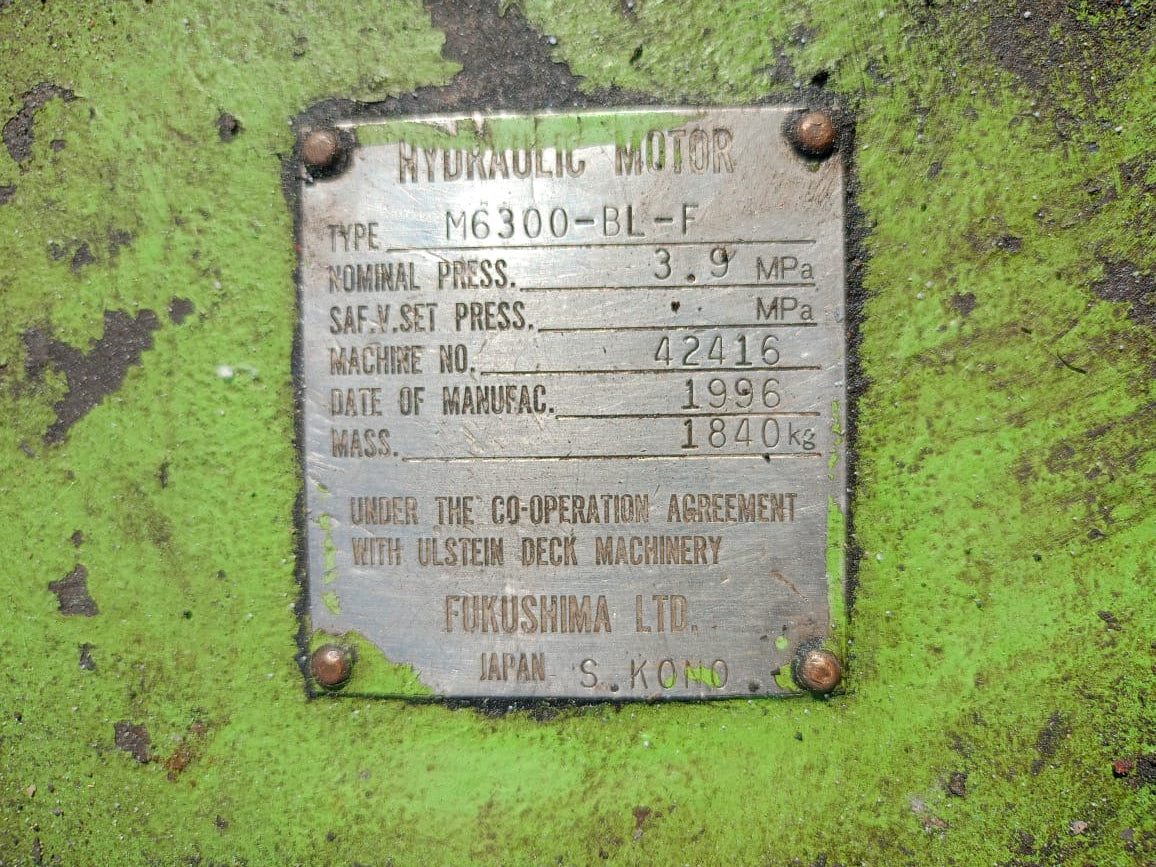 HYDRAULIC MOTOR
TYPE M6300-BL-F
NOMINAL PRESS. 3.9 MPa
SAF.V.SET PRESS. . MPa
MACHINE NO. 42416
DATE OF MANUFAC. 1996
MASS. 1840kg
UNDER THE CO-OPERATION AGREEMENT
WITH ULSTEIN DECK MACHINERY
FUKUSHIMA LTD.
JAPAN S.KONO